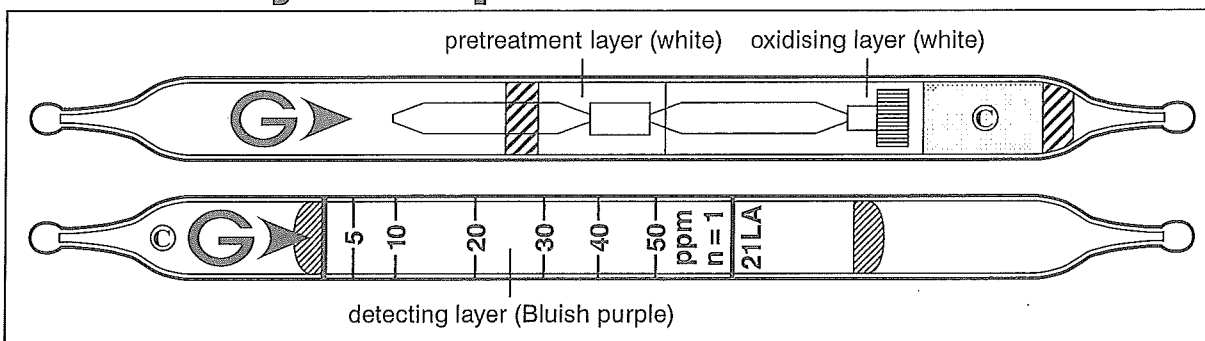 pretreatment layer (white) oxidising layer (white)
G
©
© G
5 10 20 30 40 50 ppm
n = 1
21LA
detecting layer (Bluish purple)